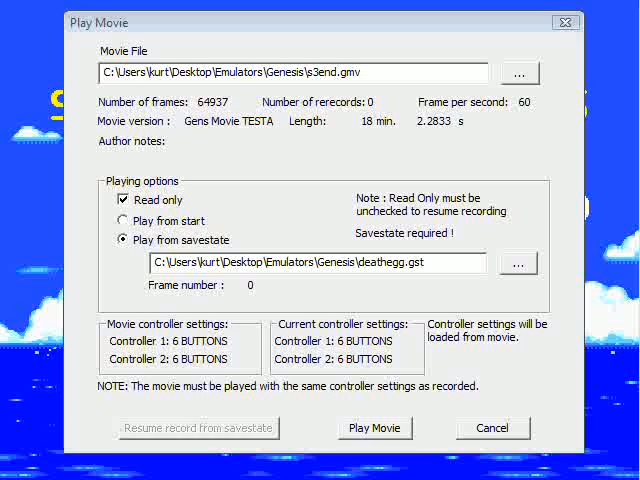 Play Movie
Movie File
C:\Users\kurt\Desktop\Emulators\Genesis\s3end.gmv
...
Number of frames: 64937 Number of rerecords: 0 Frame per second: 60
Movie version : Gens Movie TESTA Length: 18 min. 2.2833 s
Author notes:
Playing options
Read only
Play from start
Play from savestate
Note : Read Only must be
unchecked to resume recording
Savestate required !
C:\Users\kurt\Desktop\Emulators\Genesis\deathegg.gst
...
Frame number : 0
Movie controller settings:
Controller 1: 6 BUTTONS
Controller 2: 6 BUTTONS
Current controller settings:
Controller 1: 6 BUTTONS
Controller 2: 6 BUTTONS
Controller settings will be
loaded from movie.
NOTE: The movie must be played with the same controller settings as recorded.
Resume record from savestate
Play Movie
Cancel